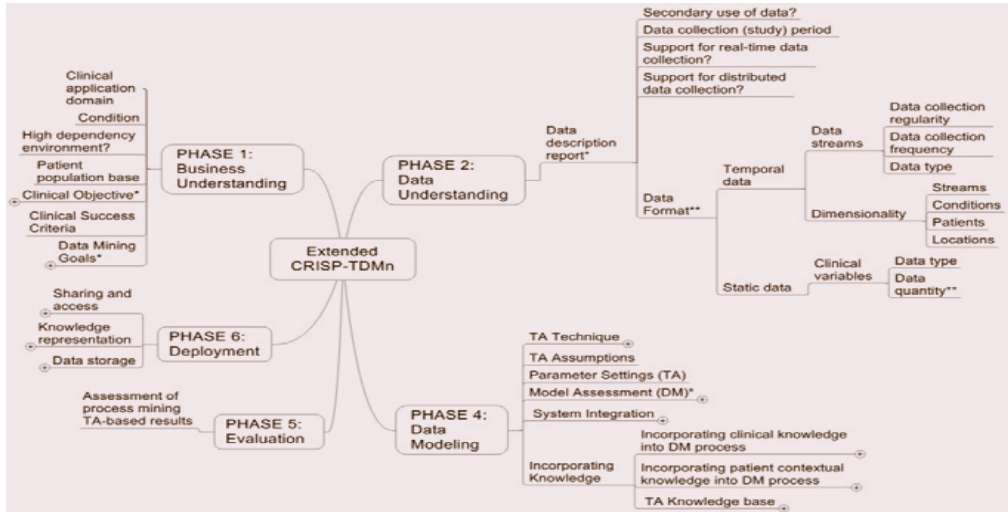 Extended
CRISP-TDMn
PHASE 1:
Business
Understanding
Clinical
application
domain
Condition
High dependency
environment?
Patient
population base
Clinical Objective*
Clinical Success
Criteria
Data Mining
Goals*
PHASE 2:
Data
Understanding
Data
description
report*
Secondary use of data?
Data collection (study) period
Support for real-time data
collection?
Support for distributed
data collection?
Data
Format**
Temporal
data
Data
streams
Data collection
regularity
Data collection
frequency
Data type
Dimensionality
Streams
Conditions
Patients
Locations
Static data
Clinical
variables
Data type
Data
quantity**
PHASE 6:
Deployment
Sharing and
access
Knowledge
representation
Data storage
PHASE 5:
Evaluation
Assessment of
process mining
TA-based results
PHASE 4:
Data
Modeling
TA Technique
TA Assumptions
Parameter Settings (TA)
Model Assessment (DM)*
System Integration
Incorporating
Knowledge
Incorporating clinical knowledge
into DM process
Incorporating patient contextual
knowledge into DM process
TA Knowledge base